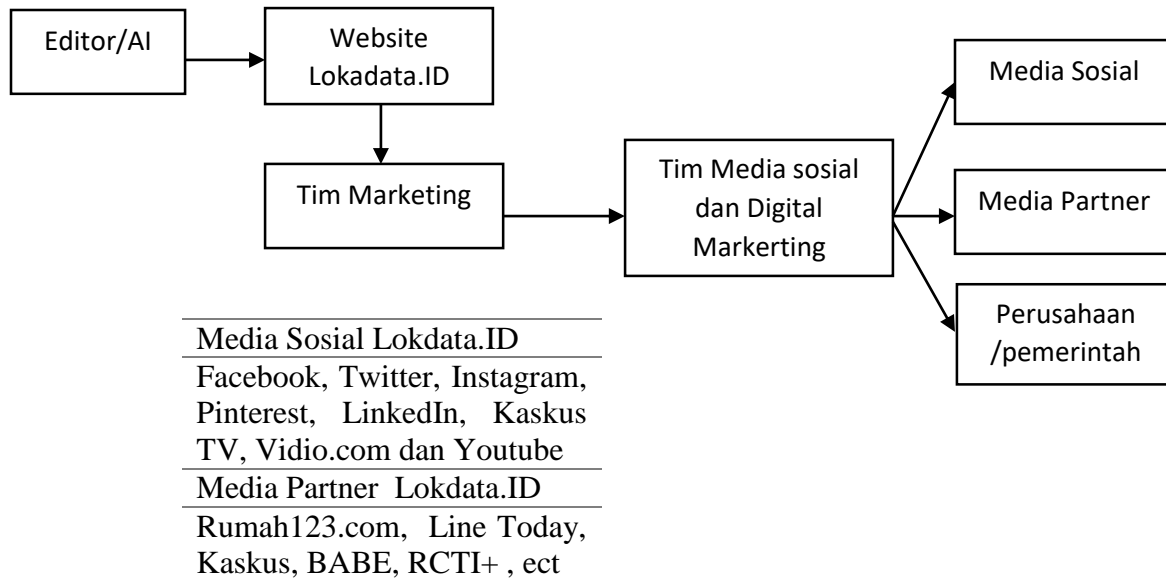 Editor/AI
Website
Lokadata.ID
Tim Marketing
Tim Media sosial
dan Digital
Markerting
Media Sosial
Media Partner
Perusahaan
/pemerintah
Media Sosial Lokdata.ID
Facebook, Twitter, Instagram,
Pinterest, LinkedIn, Kaskus
TV, Vidio.com dan Youtube
Media Partner Lokdata.ID
Rumah123.com, Line Today,
Kaskus, BABE, RCTI+ , ect